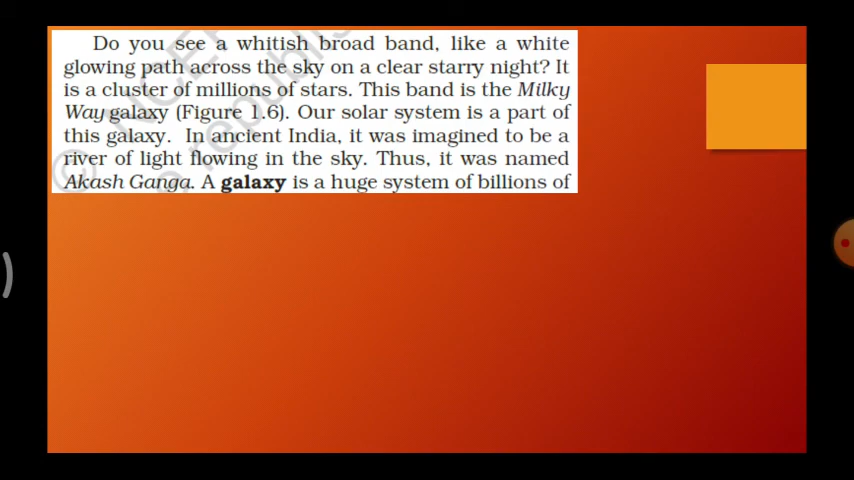 Do you see a whitish broad band, like a white
glowing path across the sky on a clear starry night? It
is a cluster of millions of stars. This band is the Milky
Way galaxy (Figure 1.6). Our solar system is a part of
this galaxy. In ancient India, it was imagined to be a
river of light flowing in the sky. Thus, it was named
Akash Ganga. A galaxy is a huge system of billions of